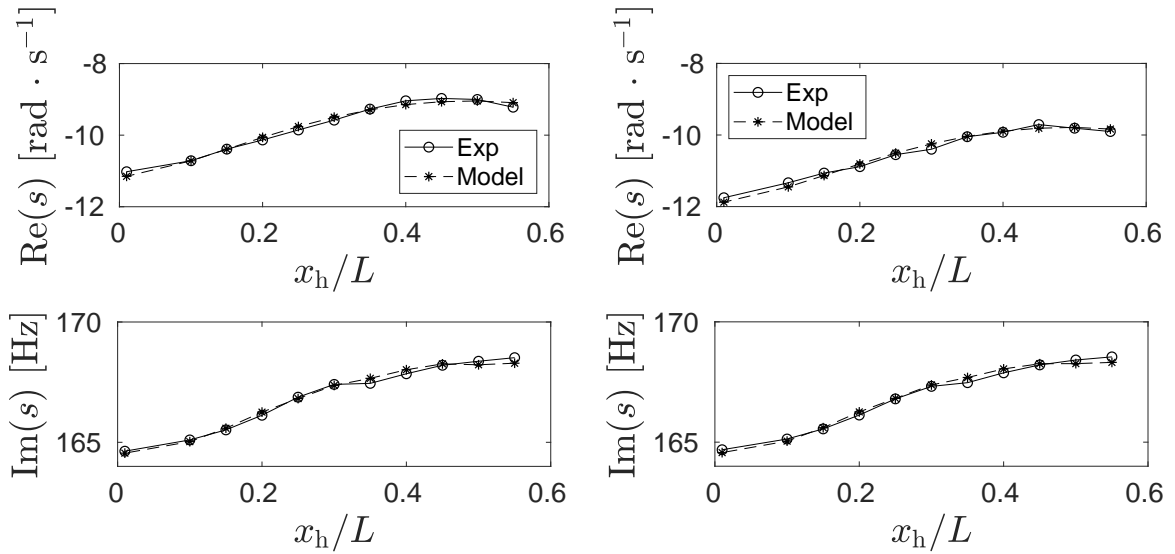 Re(s) [rad · s⁻¹]
-8
-10
-12
0
0.2
0.4
0.6
x_h/L
Exp
Model
Re(s) [rad · s⁻¹]
-8
-10
-12
0
0.2
0.4
0.6
x_h/L
Exp
Model
Im(s) [Hz]
170
165
0
0.2
0.4
0.6
x_h/L
Im(s) [Hz]
170
165
0
0.2
0.4
0.6
x_h/L